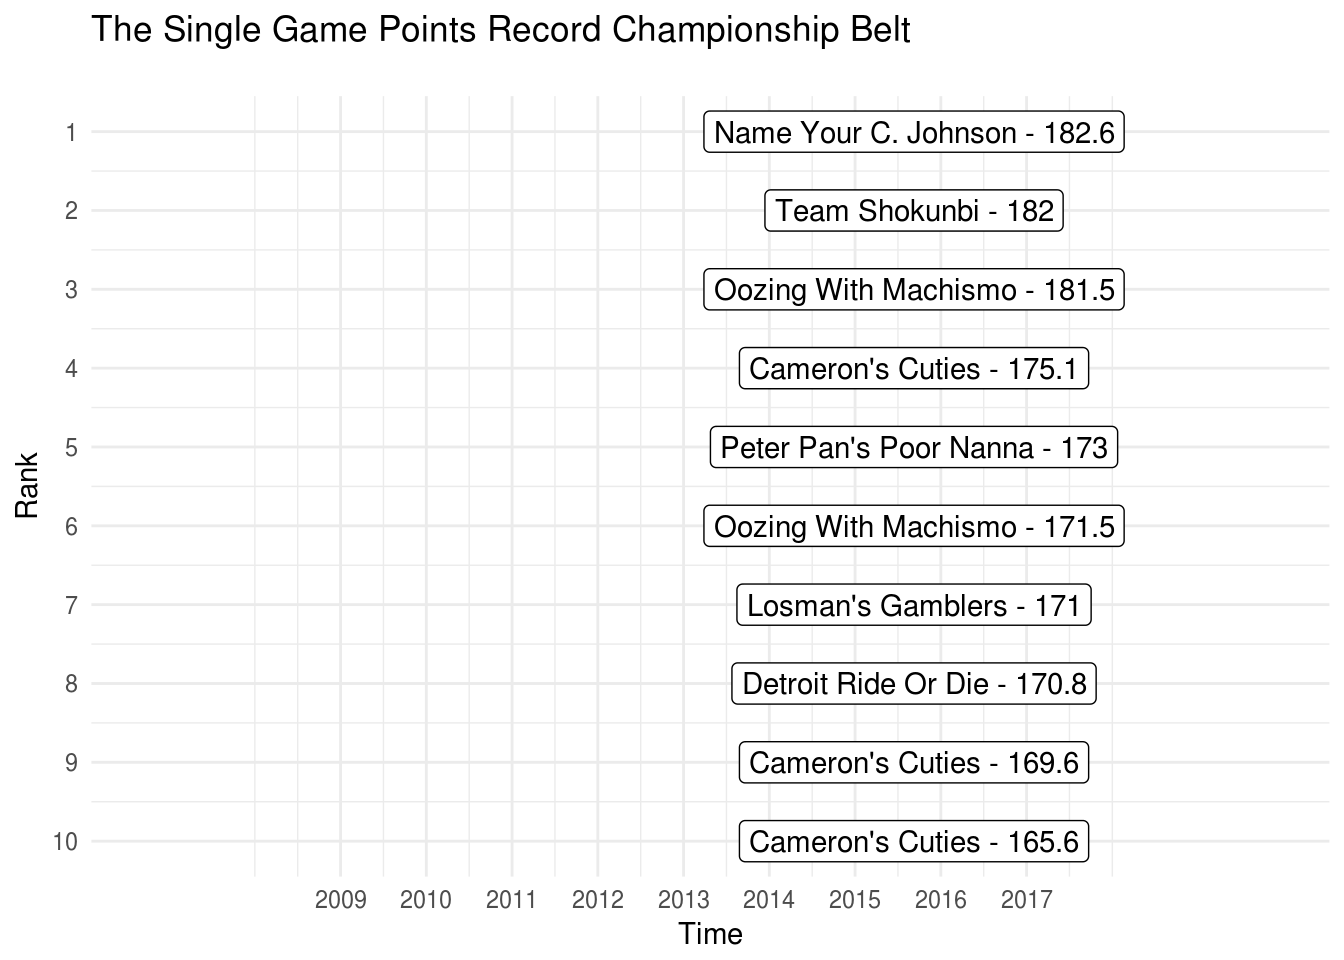 The Single Game Points Record Championship Belt
Rank
1
Name Your C. Johnson - 182.6
2
Team Shokunbi - 182
3
Oozing With Machismo - 181.5
4
Cameron's Cuties - 175.1
5
Peter Pan's Poor Nanna - 173
6
Oozing With Machismo - 171.5
7
Losman's Gamblers - 171
8
Detroit Ride Or Die - 170.8
9
Cameron's Cuties - 169.6
10
Cameron's Cuties - 165.6
2009 2010 2011 2012 2013 2014 2015 2016 2017
Time